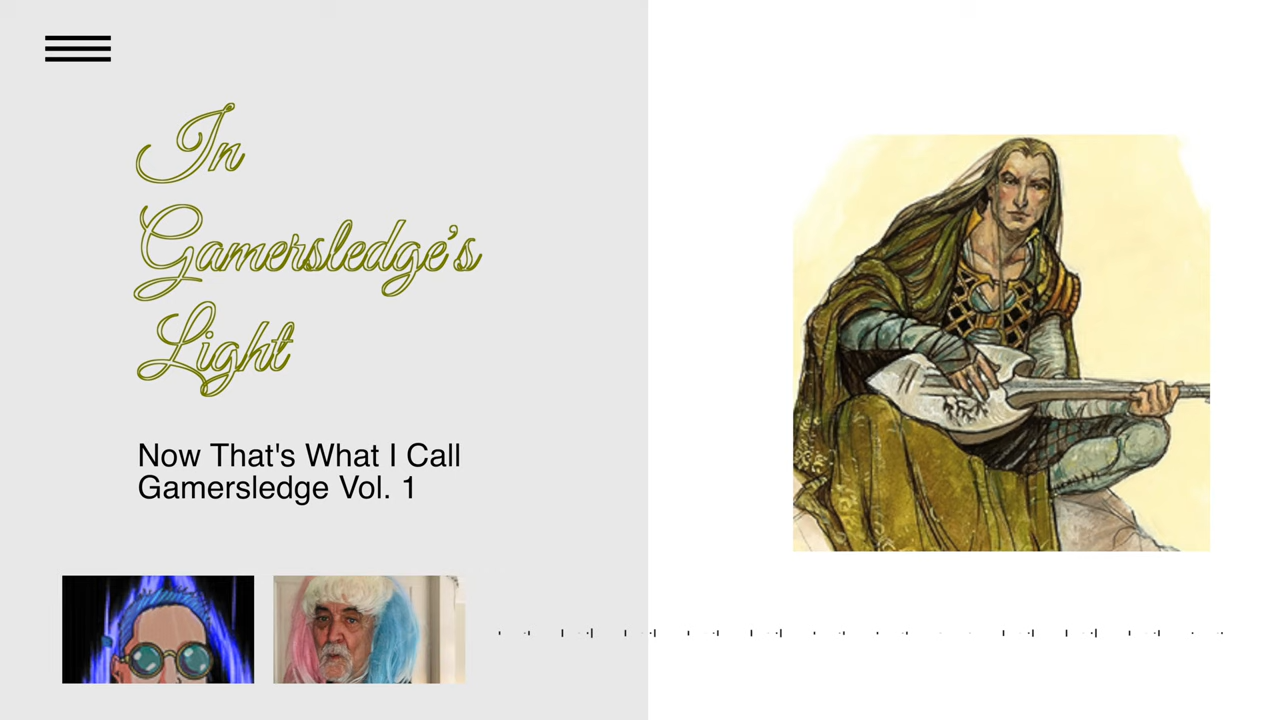 In
Gamersledge’s
Light
Now That's What I Call
Gamersledge Vol. 1